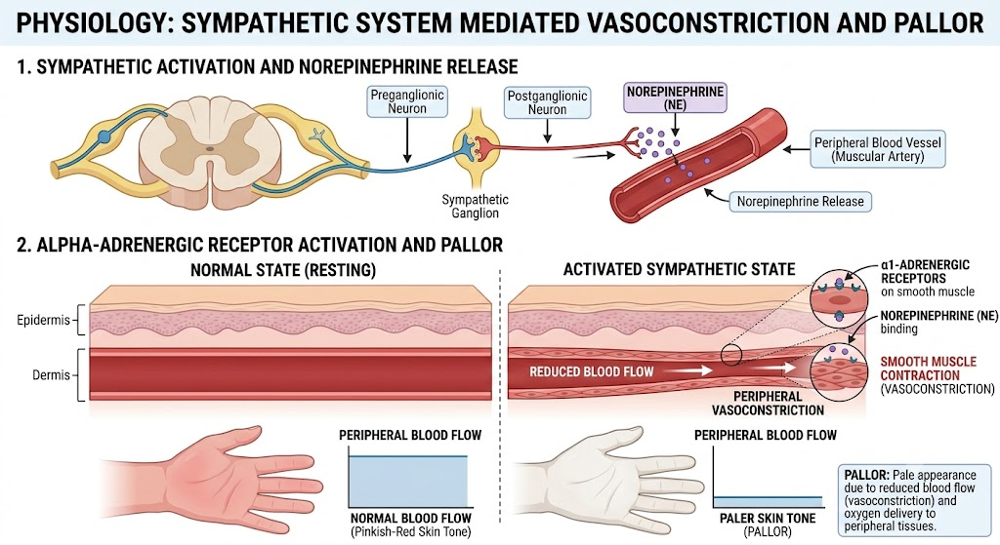 PHYSIOLOGY: SYMPATHETIC SYSTEM MEDIATED VASOCONSTRICTION AND PALLOR
1. SYMPATHETIC ACTIVATION AND NOREPINEPHRINE RELEASE
Preganglionic
Neuron
Postganglionic
Neuron
NOREPINEPHRINE
(NE)
Peripheral Blood Vessel
(Muscular Artery)
Sympathetic
Ganglion
Norepinephrine Release
2. ALPHA-ADRENERGIC RECEPTOR ACTIVATION AND PALLOR
NORMAL STATE (RESTING)
Epidermis
Dermis
ACTIVATED SYMPATHETIC STATE
α1-ADRENERGIC
RECEPTORS
on smooth muscle
NOREPINEPHRINE (NE)
binding
REDUCED BLOOD FLOW
SMOOTH MUSCLE
CONTRACTION
(VASOCONSTRICTION)
PERIPHERAL
VASOCONSTRICTION
PERIPHERAL BLOOD FLOW
NORMAL BLOOD FLOW
(Pinkish-Red Skin Tone)
PERIPHERAL BLOOD FLOW
PALER SKIN TONE
(PALLOR)
PALLOR: Pale appearance
due to reduced blood flow
(vasoconstriction) and
oxygen delivery to
peripheral tissues.